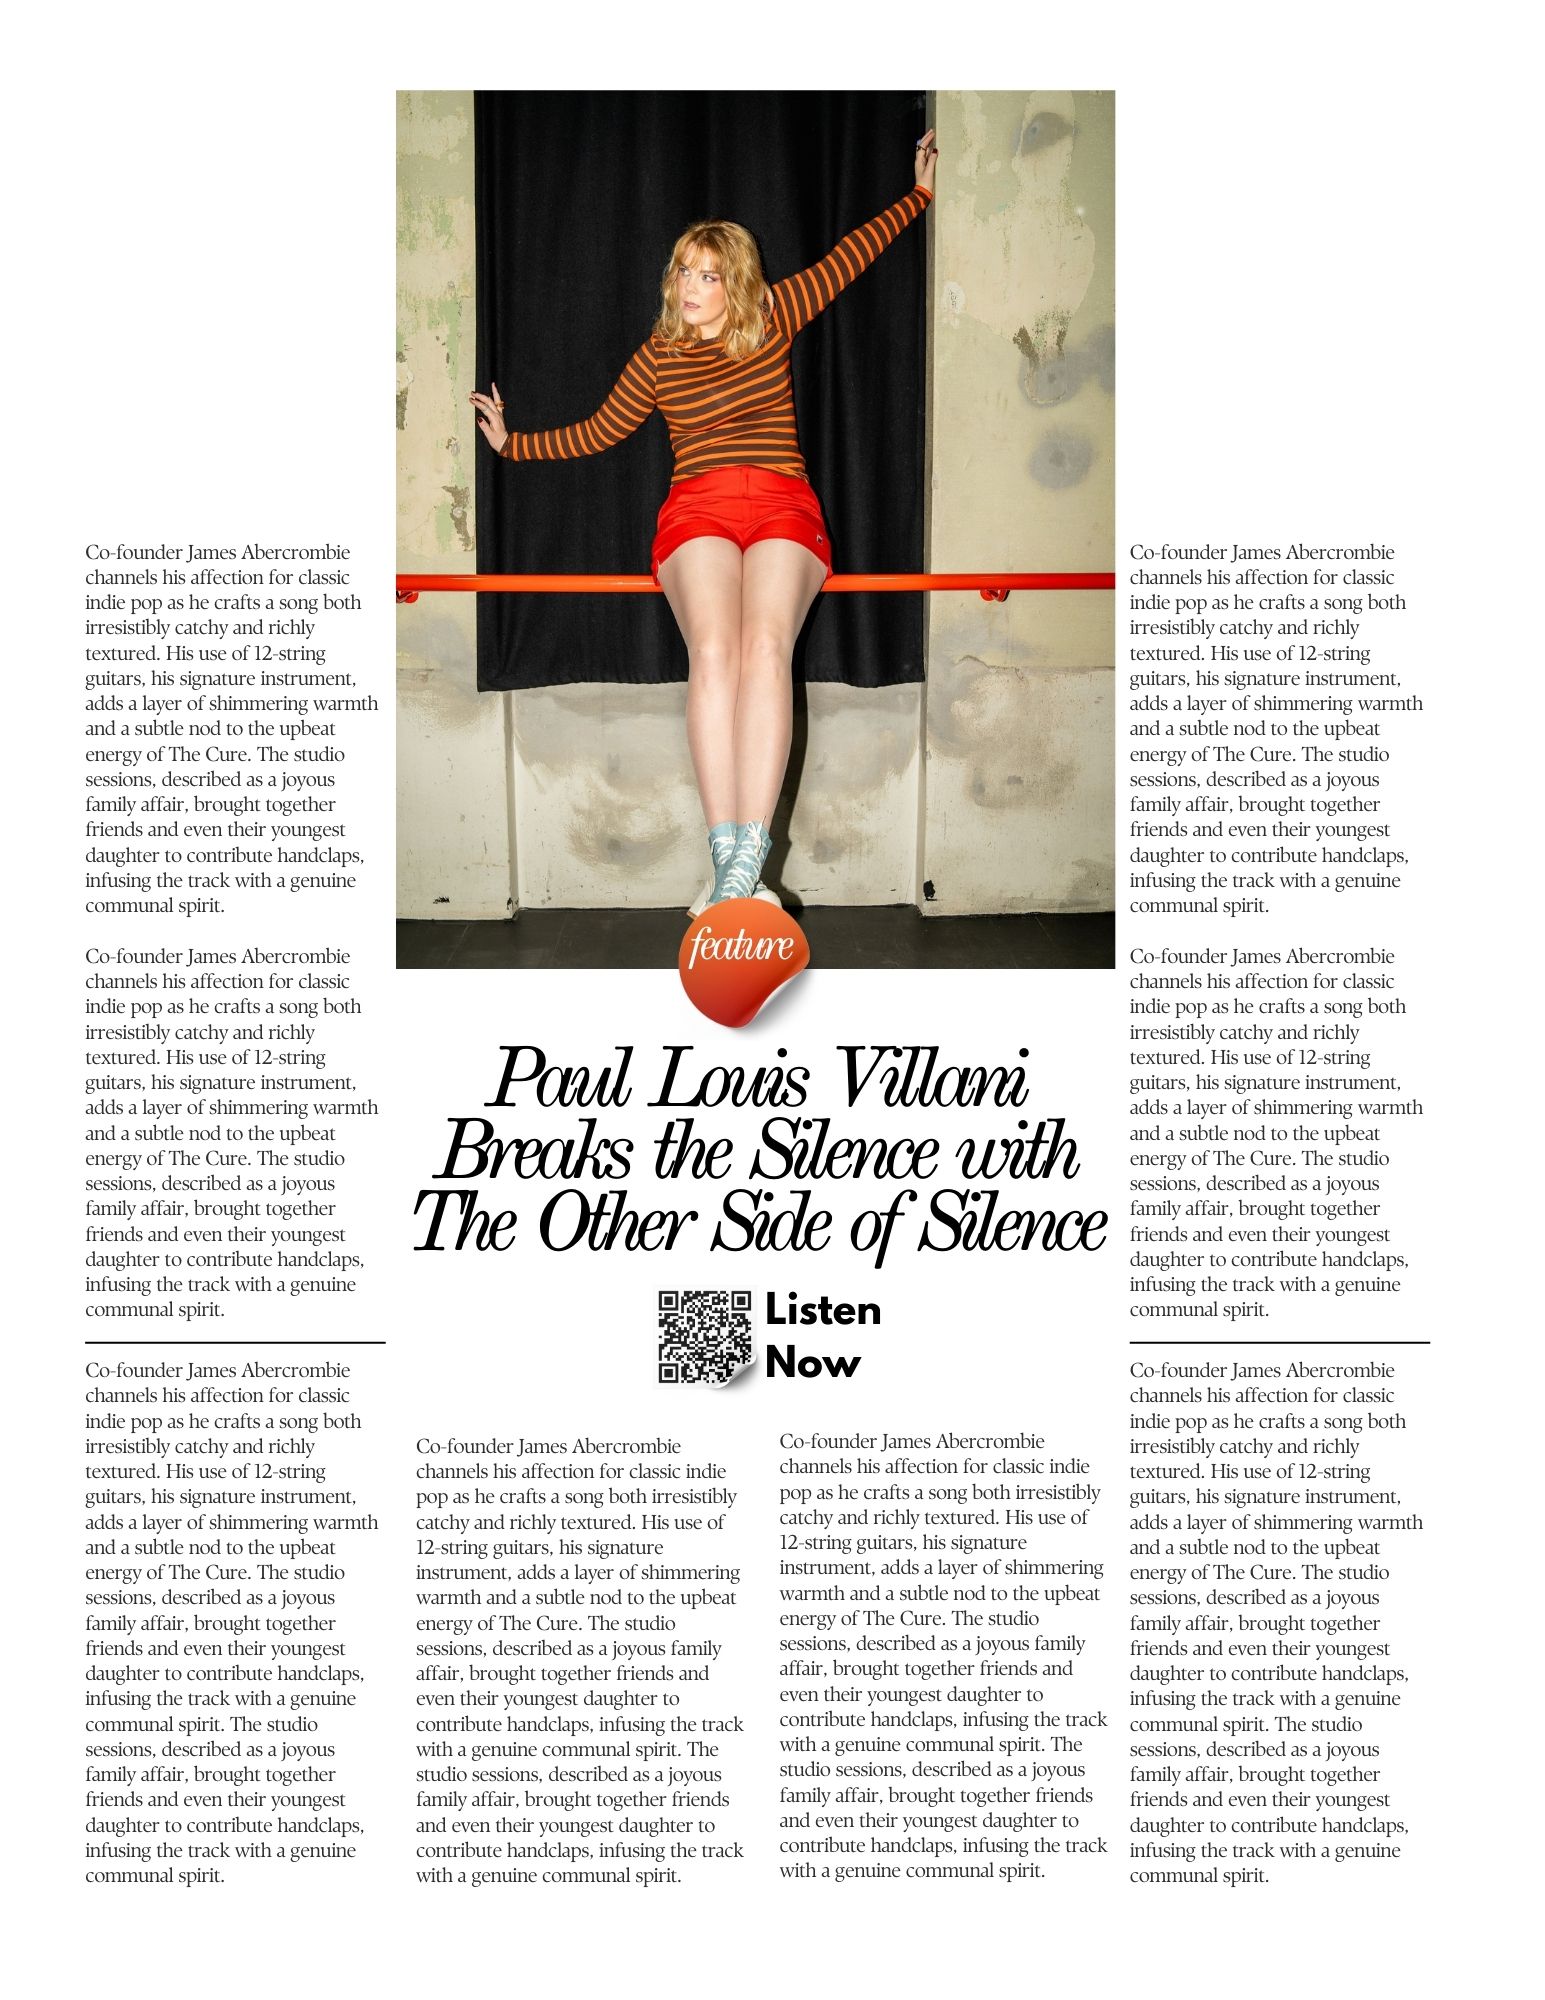 feature
Paul Louis Villani
Breaks the Silence with
The Other Side of Silence
Listen
Now
Co-founder James Abercrombie
channels his affection for classic
indie pop as he crafts a song both
irresistibly catchy and richly
textured. His use of 12-string
guitars, his signature instrument,
adds a layer of shimmering warmth
and a subtle nod to the upbeat
energy of The Cure. The studio
sessions, described as a joyous
family affair, brought together
friends and even their youngest
daughter to contribute handclaps,
infusing the track with a genuine
communal spirit.
Co-founder James Abercrombie
channels his affection for classic
indie pop as he crafts a song both
irresistibly catchy and richly
textured. His use of 12-string
guitars, his signature instrument,
adds a layer of shimmering warmth
and a subtle nod to the upbeat
energy of The Cure. The studio
sessions, described as a joyous
family affair, brought together
friends and even their youngest
daughter to contribute handclaps,
infusing the track with a genuine
communal spirit.
Co-founder James Abercrombie
channels his affection for classic
indie pop as he crafts a song both
irresistibly catchy and richly
textured. His use of 12-string
guitars, his signature instrument,
adds a layer of shimmering warmth
and a subtle nod to the upbeat
energy of The Cure. The studio
sessions, described as a joyous
family affair, brought together
friends and even their youngest
daughter to contribute handclaps,
infusing the track with a genuine
communal spirit. The studio
sessions, described as a joyous
family affair, brought together
friends and even their youngest
daughter to contribute handclaps,
infusing the track with a genuine
communal spirit.
Co-founder James Abercrombie
channels his affection for classic indie
pop as he crafts a song both irresistibly
catchy and richly textured. His use of
12-string guitars, his signature
instrument, adds a layer of shimmering
warmth and a subtle nod to the upbeat
energy of The Cure. The studio
sessions, described as a joyous family
affair, brought together friends and
even their youngest daughter to
contribute handclaps, infusing the track
with a genuine communal spirit. The
studio sessions, described as a joyous
family affair, brought together friends
and even their youngest daughter to
contribute handclaps, infusing the track
with a genuine communal spirit.
Co-founder James Abercrombie
channels his affection for classic indie
pop as he crafts a song both irresistibly
catchy and richly textured. His use of
12-string guitars, his signature
instrument, adds a layer of shimmering
warmth and a subtle nod to the upbeat
energy of The Cure. The studio
sessions, described as a joyous family
affair, brought together friends and
even their youngest daughter to
contribute handclaps, infusing the track
with a genuine communal spirit. The
studio sessions, described as a joyous
family affair, brought together friends
and even their youngest daughter to
contribute handclaps, infusing the track
with a genuine communal spirit.
Co-founder James Abercrombie
channels his affection for classic
indie pop as he crafts a song both
irresistibly catchy and richly
textured. His use of 12-string
guitars, his signature instrument,
adds a layer of shimmering warmth
and a subtle nod to the upbeat
energy of The Cure. The studio
sessions, described as a joyous
family affair, brought together
friends and even their youngest
daughter to contribute handclaps,
infusing the track with a genuine
communal spirit.
Co-founder James Abercrombie
channels his affection for classic
indie pop as he crafts a song both
irresistibly catchy and richly
textured. His use of 12-string
guitars, his signature instrument,
adds a layer of shimmering warmth
and a subtle nod to the upbeat
energy of The Cure. The studio
sessions, described as a joyous
family affair, brought together
friends and even their youngest
daughter to contribute handclaps,
infusing the track with a genuine
communal spirit.
Co-founder James Abercrombie
channels his affection for classic
indie pop as he crafts a song both
irresistibly catchy and richly
textured. His use of 12-string
guitars, his signature instrument,
adds a layer of shimmering warmth
and a subtle nod to the upbeat
energy of The Cure. The studio
sessions, described as a joyous
family affair, brought together
friends and even their youngest
daughter to contribute handclaps,
infusing the track with a genuine
communal spirit. The studio
sessions, described as a joyous
family affair, brought together
friends and even their youngest
daughter to contribute handclaps,
infusing the track with a genuine
communal spirit.